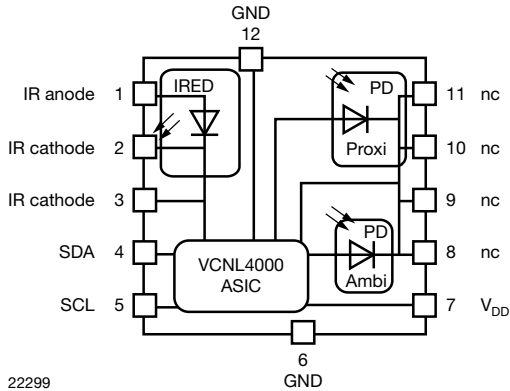 GND
12
IR anode 1
IRED
PD
11 nc
IR cathode 2
Proxi
10 nc
IR cathode 3
9 nc
PD
SDA 4
VCNL4000
ASIC
Ambi
8 nc
SCL 5
7 VDD
6
GND
22299